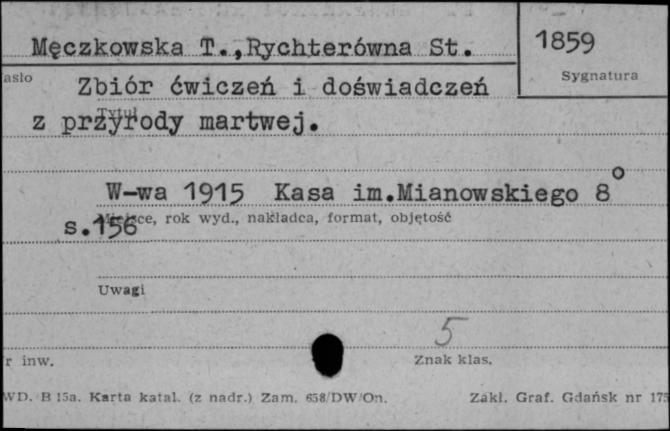 Męczkowska T.,Rychterówna St.
1859
asło
Sygnatura
Zbiór ćwiczeń i doświadczeń
Tytuł
z przyrody martwej.
W-wa 1915 Kasa im.Mianowskiego 8°
Miejsce, rok wyd., nakładca, format, objętość
s.156
Uwagi
5
r inw.
Znak klas.
WD. B 15a. Karta katal. (z nadr.) Zam. 658/DW/On.
Zakł. Graf. Gdańsk nr 175